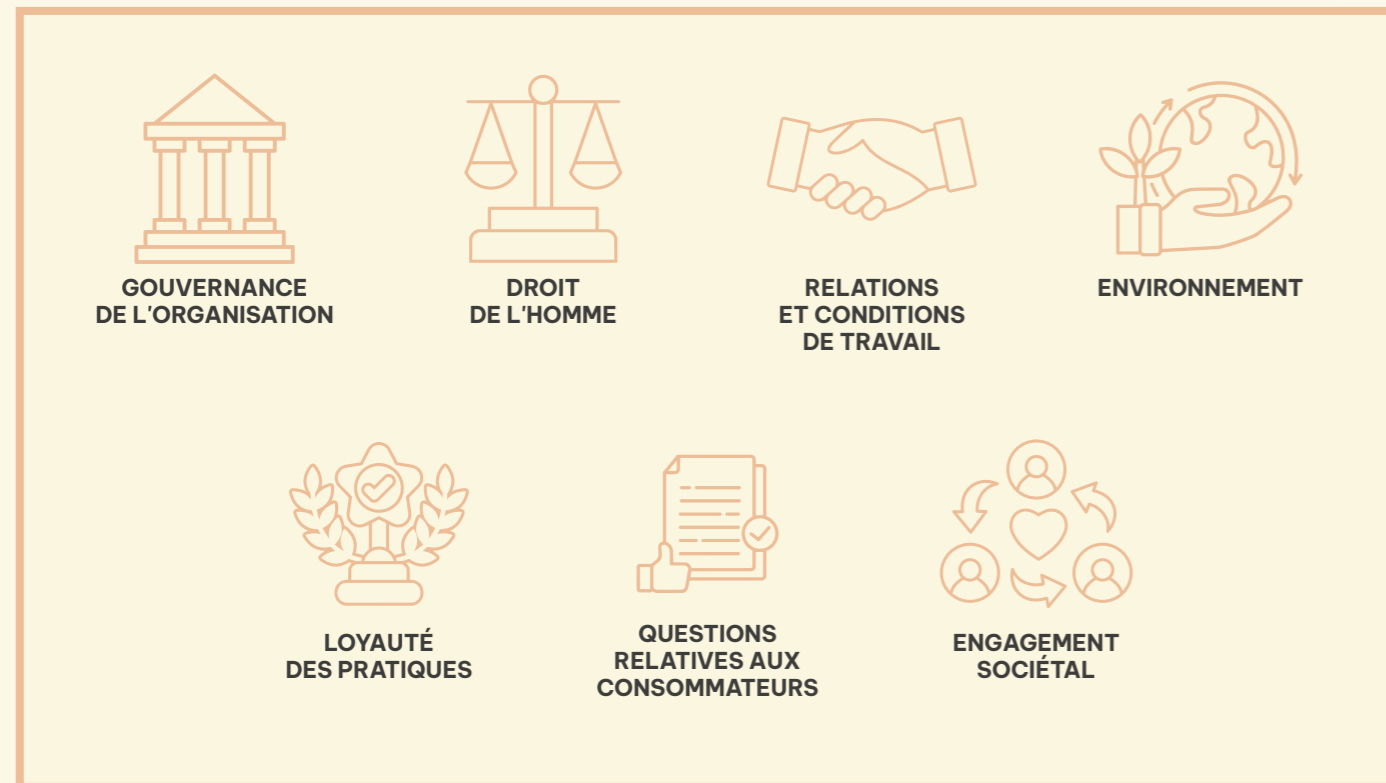 GOUVERNANCE
DE L'ORGANISATION
DROIT
DE L'HOMME
RELATIONS
ET CONDITIONS
DE TRAVAIL
ENVIRONNEMENT
LOYAUTÉ
DES PRATIQUES
QUESTIONS
RELATIVES AUX
CONSOMMATEURS
ENGAGEMENT
SOCIÉTAL